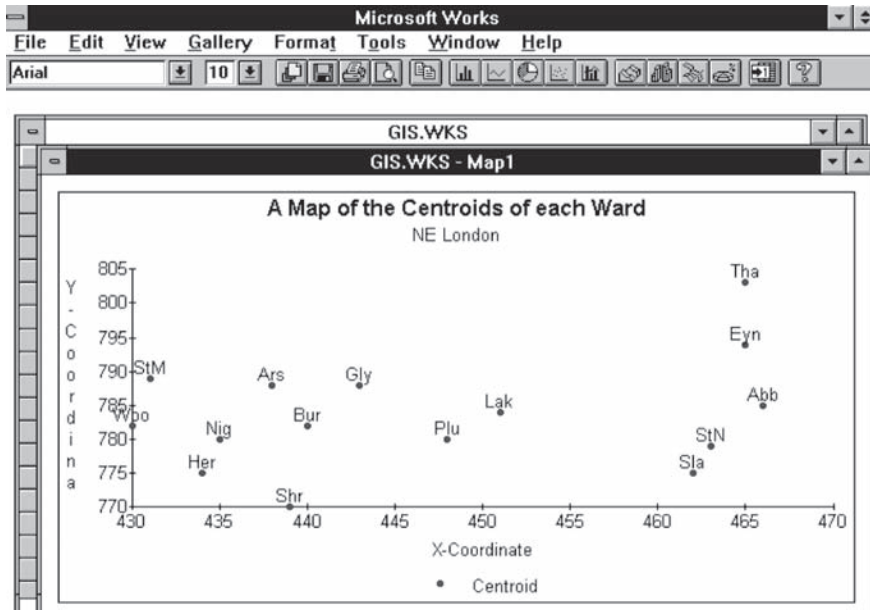 Microsoft Works
File Edit View Gallery Format Tools Window Help
Arial 10
GIS.WKS
GIS.WKS - Map1
A Map of the Centroids of each Ward
NE London
Y-Coordina
805
800
795
790
785
780
775
770
Tha
Eyn
StM
Ars
Gly
Abb
Lak
Woo
Nig
Bur
Plu
StN
Her
Sla
Shr
430 435 440 445 450 455 460 465 470
X-Coordinate
Centroid